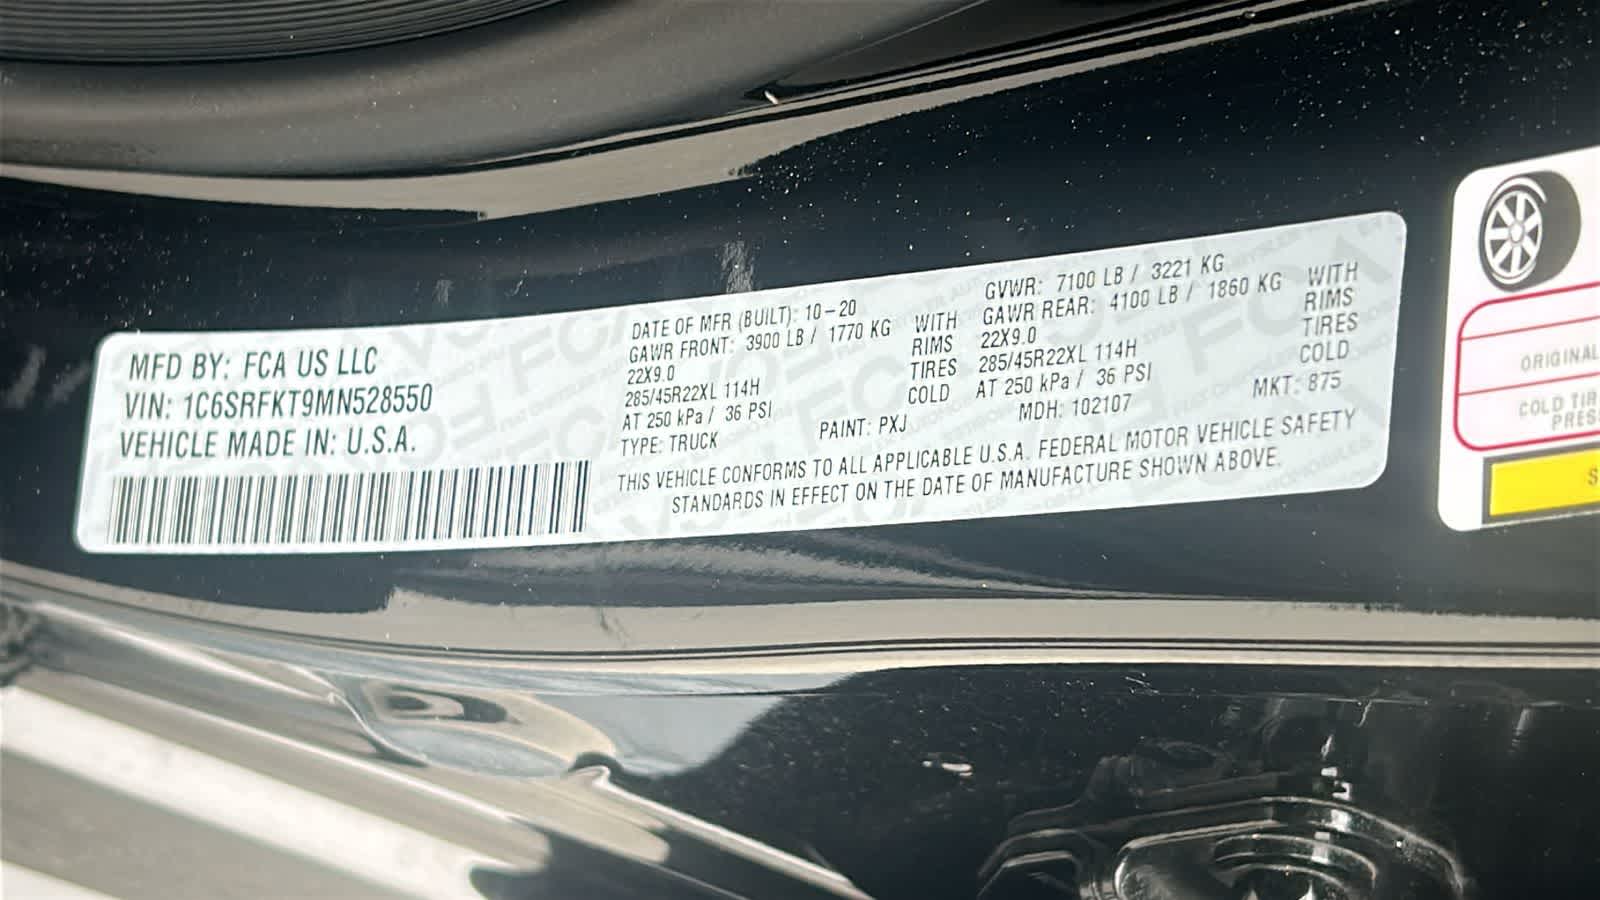 MFD BY: FCA US LLC
VIN: 1C6SRFKT9MN528550
VEHICLE MADE IN: U.S.A.
DATE OF MFR (BUILT): 10-20
GAWR FRONT: 3900 LB / 1770 KG WITH
22X9.0 RIMS
285/45R22XL 114H TIRES
AT 250 kPa / 36 PSI COLD
TYPE: TRUCK
PAINT: PXJ
GVWR: 7100 LB / 3221 KG
GAWR REAR: 4100 LB / 1860 KG WITH
22X9.0 RIMS
285/45R22XL 114H TIRES
AT 250 kPa / 36 PSI COLD
MDH: 102107
MKT: 875
THIS VEHICLE CONFORMS TO ALL APPLICABLE U.S.A. FEDERAL MOTOR VEHICLE SAFETY
STANDARDS IN EFFECT ON THE DATE OF MANUFACTURE SHOWN ABOVE.
ORIGINAL
COLD TIR
PRES
S